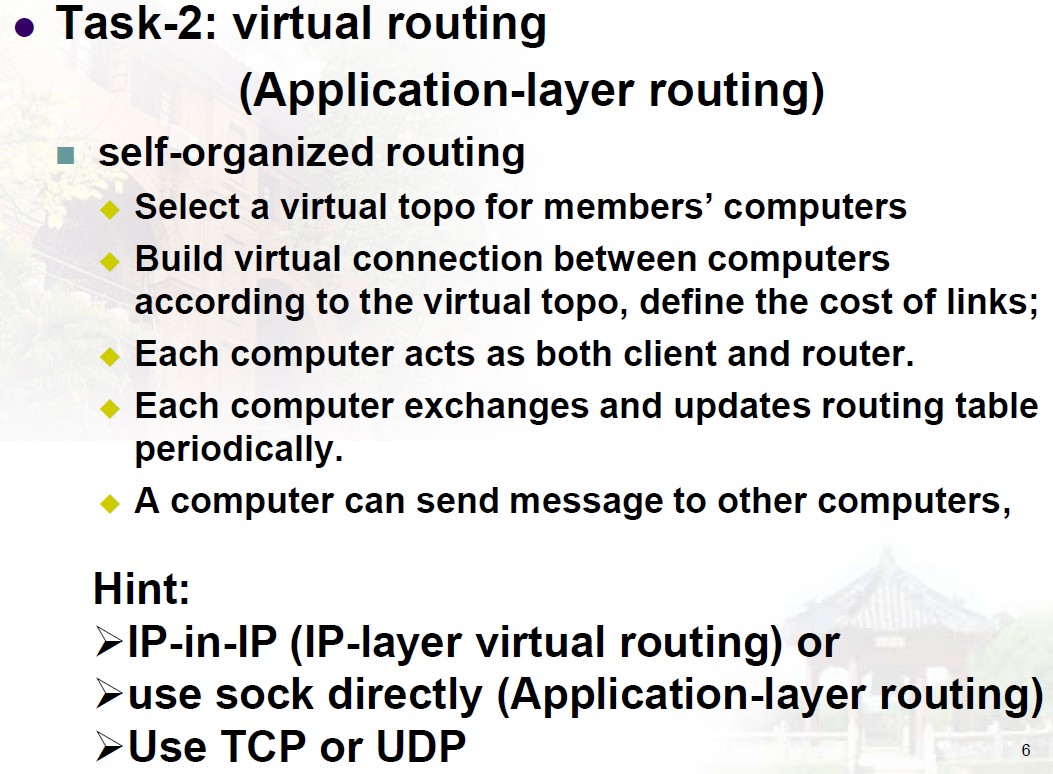 ● Task-2: virtual routing
(Application-layer routing)
■ self-organized routing
◆ Select a virtual topo for members’ computers
◆ Build virtual connection between computers
according to the virtual topo, define the cost of links;
◆ Each computer acts as both client and router.
◆ Each computer exchanges and updates routing table
periodically.
◆ A computer can send message to other computers,
Hint:
➢IP-in-IP (IP-layer virtual routing) or
➢use sock directly (Application-layer routing)
➢Use TCP or UDP
6